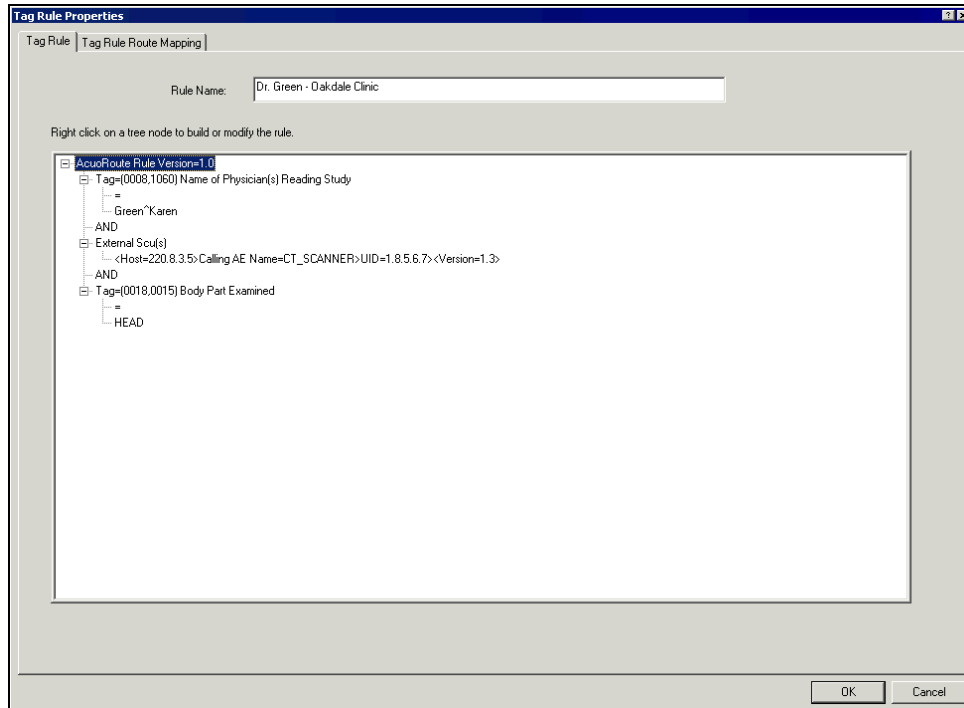 Tag Rule Properties
Tag Rule
Tag Rule Route Mapping
Rule Name:
Dr. Green - Oakdale Clinic
Right click on a tree node to build or modify the rule.
AcuoRoute Rule Version=1.0
Tag=(0008,1060) Name of Physician(s) Reading Study
=
Green^Karen
AND
External Scu(s)
<Host=220.8.3.5>Calling AE Name=CT_SCANNER>UID=1.8.5.6.7><Version=1.3>
AND
Tag=(0018,0015) Body Part Examined
=
HEAD
OK
Cancel